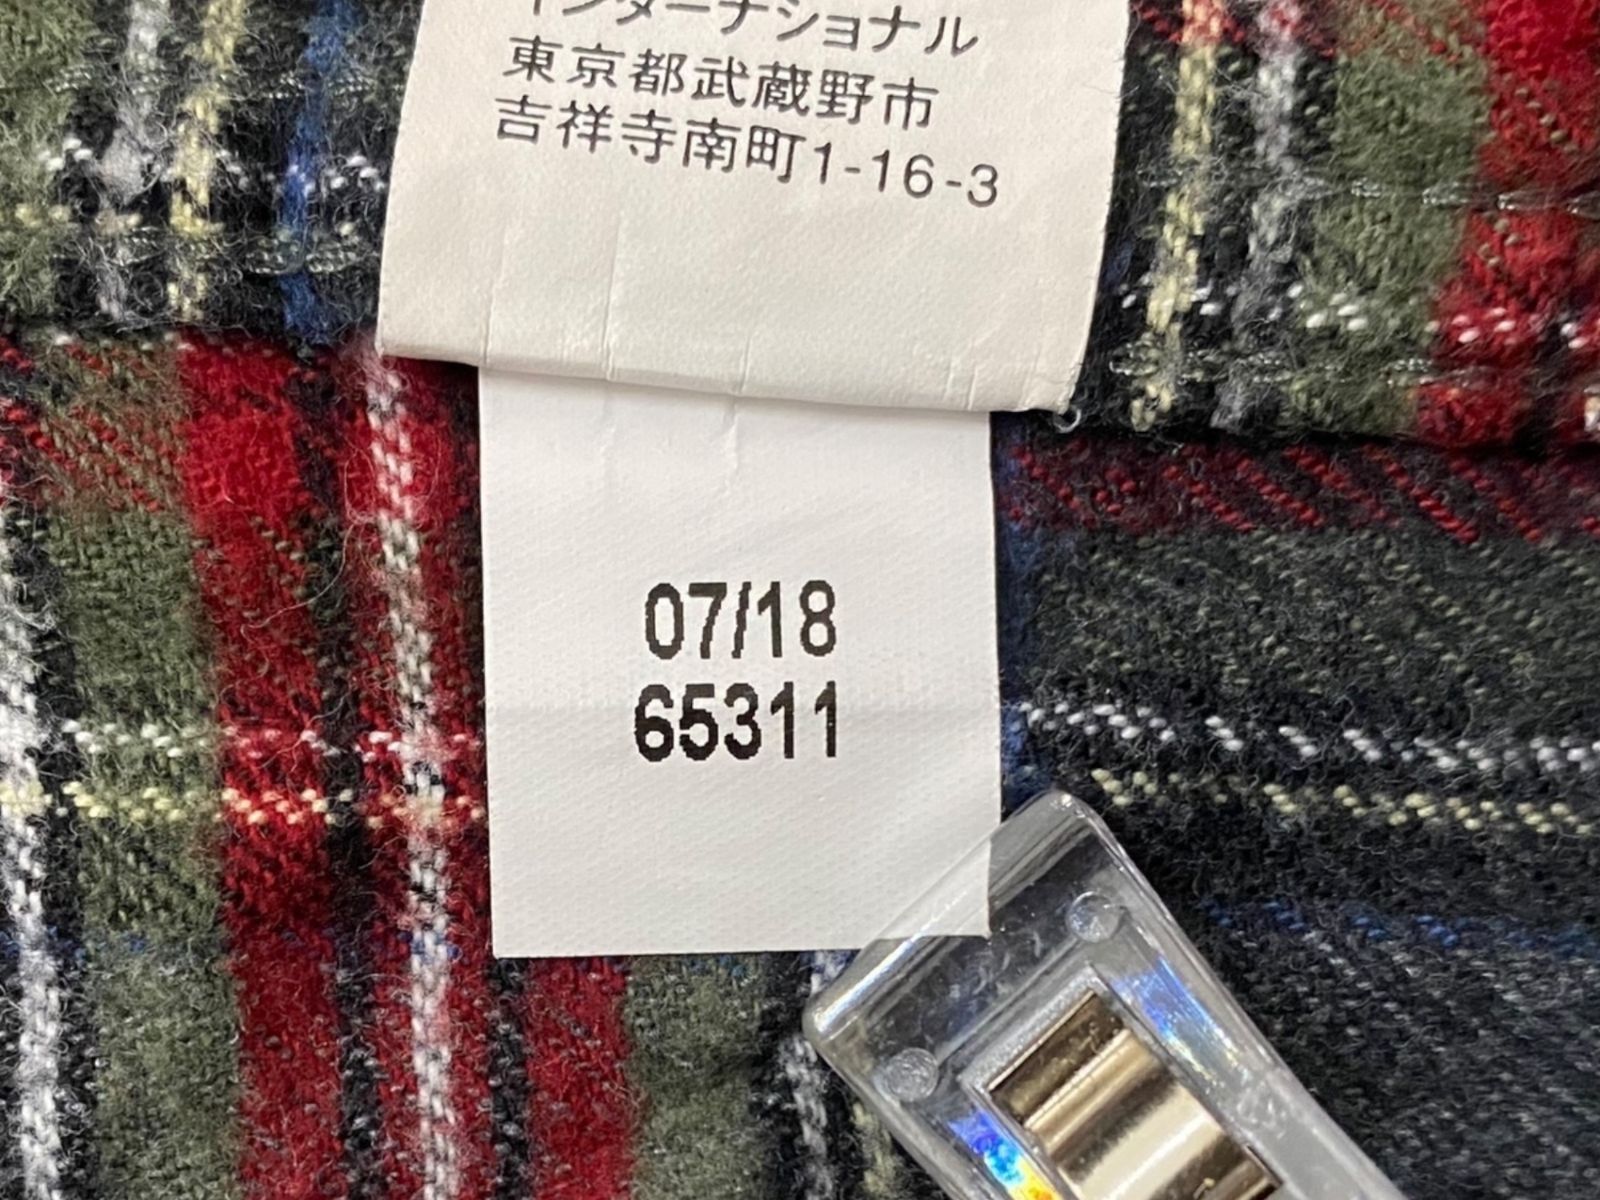 インターナショナル
東京都武蔵野市
吉祥寺南町1-16-3
07/18
65311